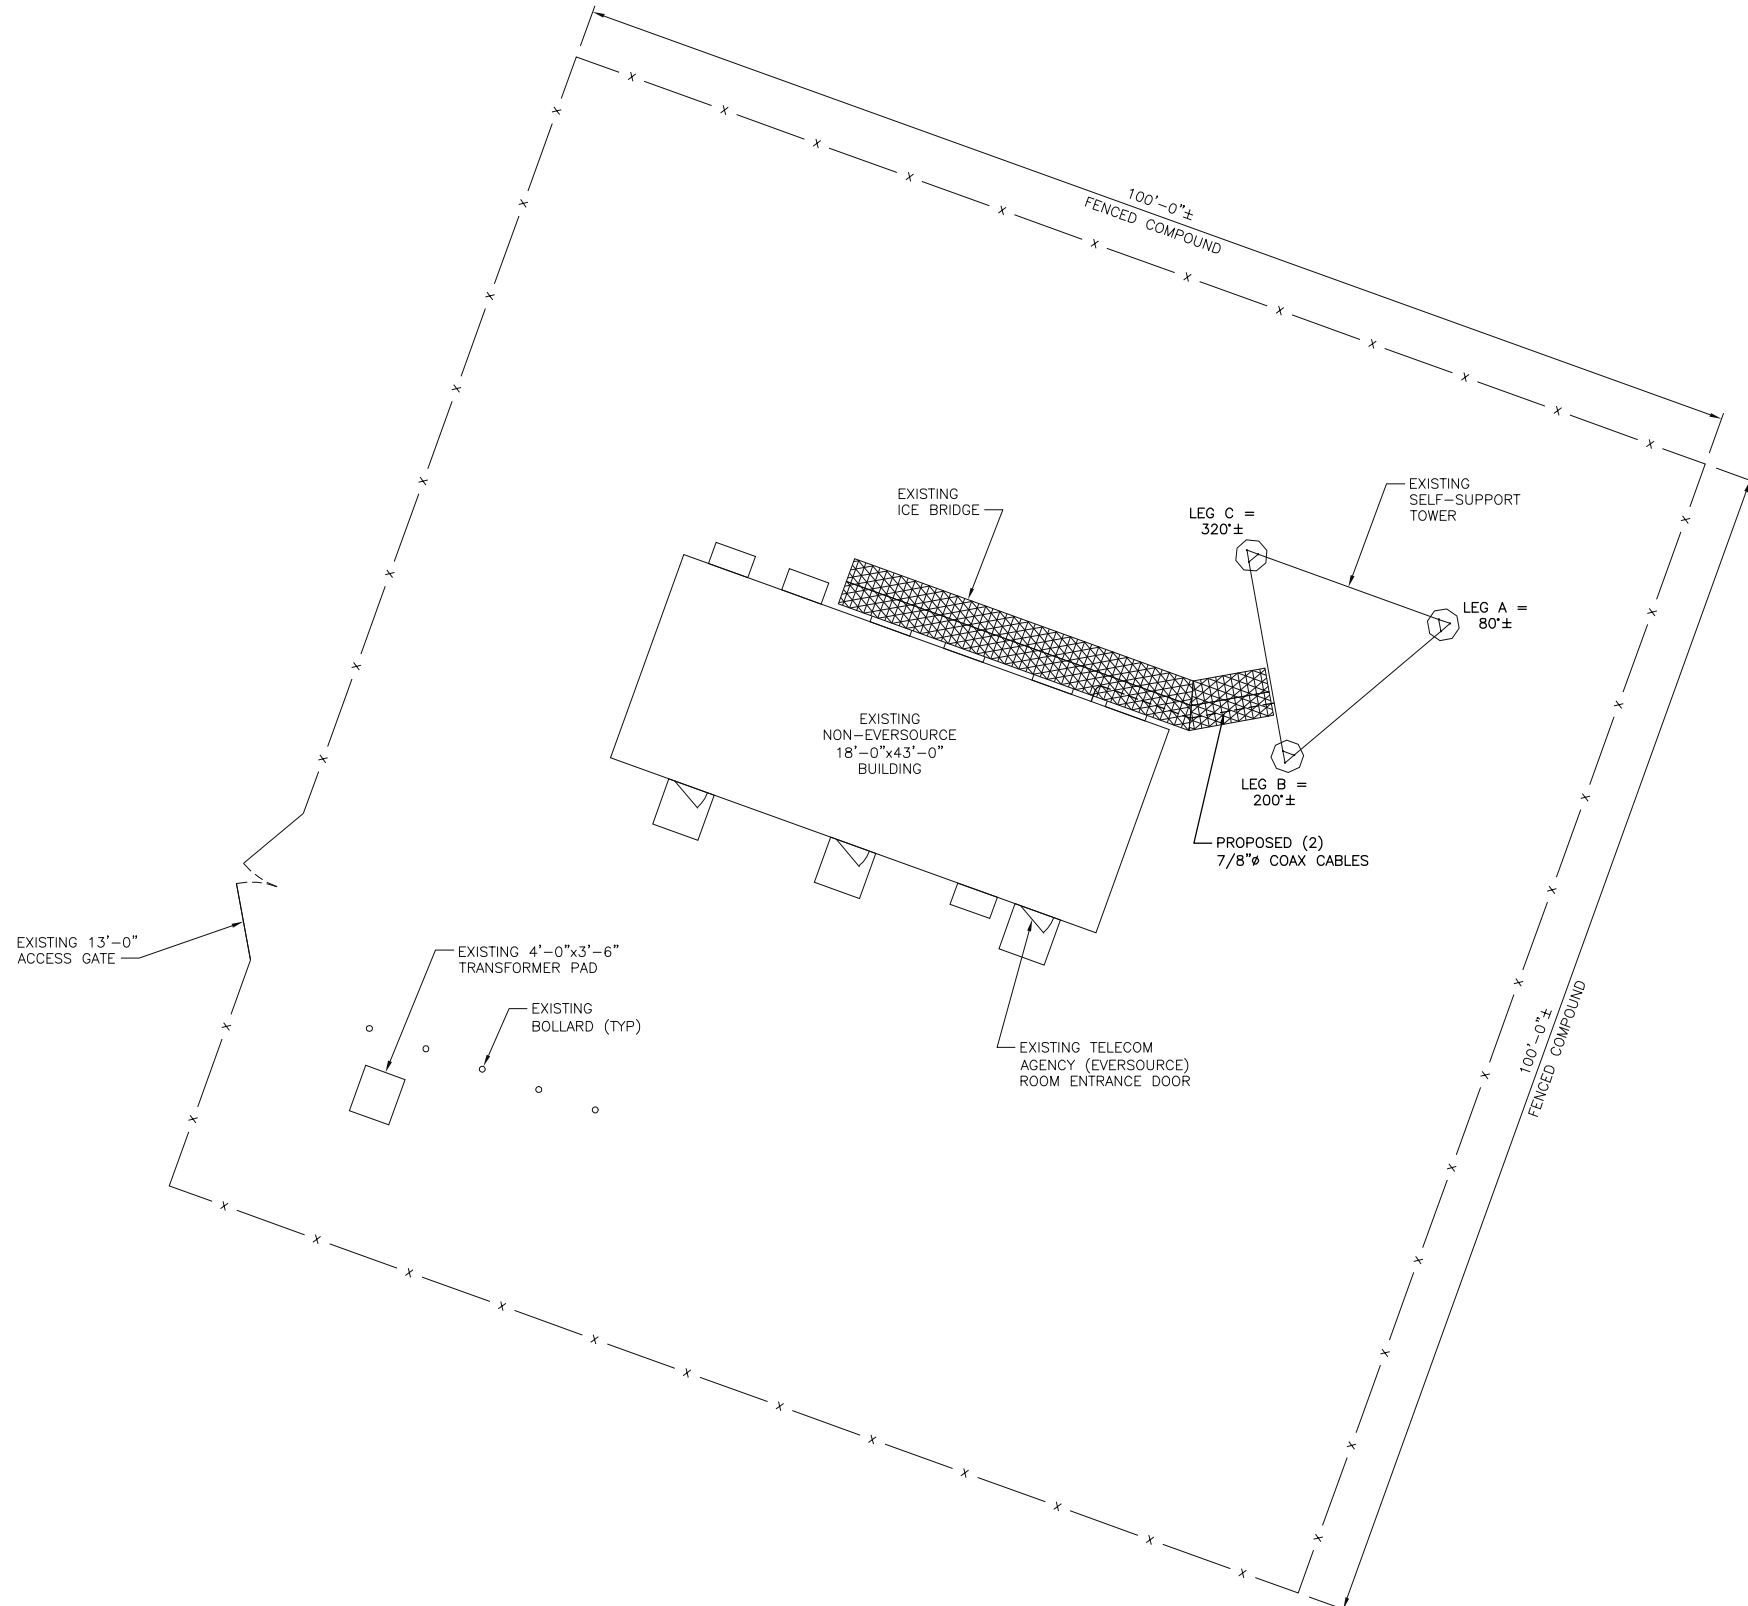 100'-0"±
FENCED COMPOUND
EXISTING
SELF-SUPPORT
TOWER
EXISTING
ICE BRIDGE
LEG C =
320°±
LEG A =
80°±
EXISTING
NON-EVERSOURCE
18'-0"x43'-0"
BUILDING
LEG B =
200°±
PROPOSED (2)
7/8"ø COAX CABLES
EXISTING 13'-0"
ACCESS GATE
EXISTING 4'-0"x3'-6"
TRANSFORMER PAD
EXISTING
BOLLARD (TYP)
EXISTING TELECOM
AGENCY (EVERSOURCE)
ROOM ENTRANCE DOOR
100'-0"±
FENCED COMPOUND